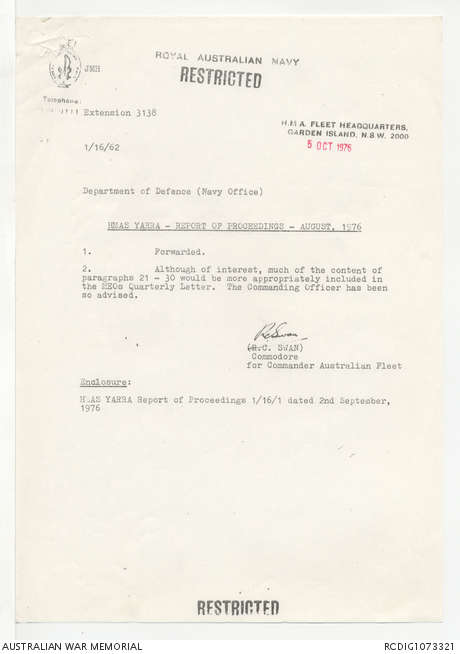 ROYAL AUSTRALIAN NAVY
RESTRICTED
JMH
Telephone:
Extension 3138
H.M.A. FLEET HEADQUARTERS,
GARDEN ISLAND, N.S.W. 2000
5 OCT 1976
1/16/62
Department of Defence (Navy Office)
HMAS YARRA - REPORT OF PROCEEDINGS - AUGUST, 1976
1. Forwarded.
2. Although of interest, much of the content of
paragraphs 21 - 30 would be more appropriately included
in the MEOs Quarterly Letter. The Commanding Officer has been
so advised.
RCSwan
(R.C. SWAN)
Commodore
for Commander Australian Fleet
Enclosure:
HMAS YARRA Report of Proceedings 1/16/1 dated 2nd September,
1976
RESTRICTED
AUSTRALIAN WAR MEMORIAL
RCDIG1073321